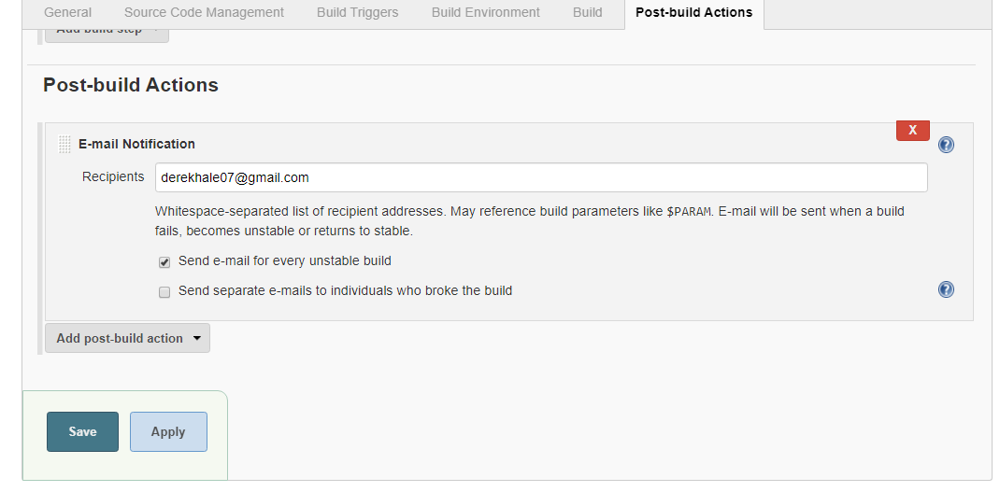 General Source Code Management Build Triggers Build Environment Build Post-build Actions
Add build step
Post-build Actions
X
E-mail Notification
Recipients derekhale07@gmail.com
Whitespace-separated list of recipient addresses. May reference build parameters like $PARAM. E-mail will be sent when a build
fails, becomes unstable or returns to stable.
Send e-mail for every unstable build
Send separate e-mails to individuals who broke the build
Add post-build action
Save Apply